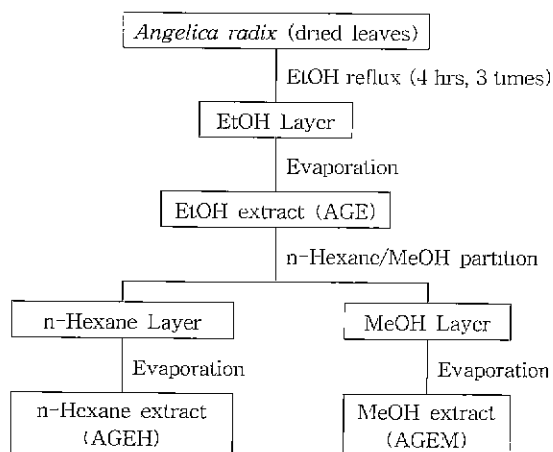 Angelica radix (dried leaves)
EtOH reflux (4 hrs, 3 times)
EtOH Layer
Evaporation
EtOH extract (AGE)
n-Hexane/MeOH partition
n-Hexane Layer
MeOH Layer
Evaporation
Evaporation
n-Hexane extract
(AGEH)
MeOH extract
(AGEM)